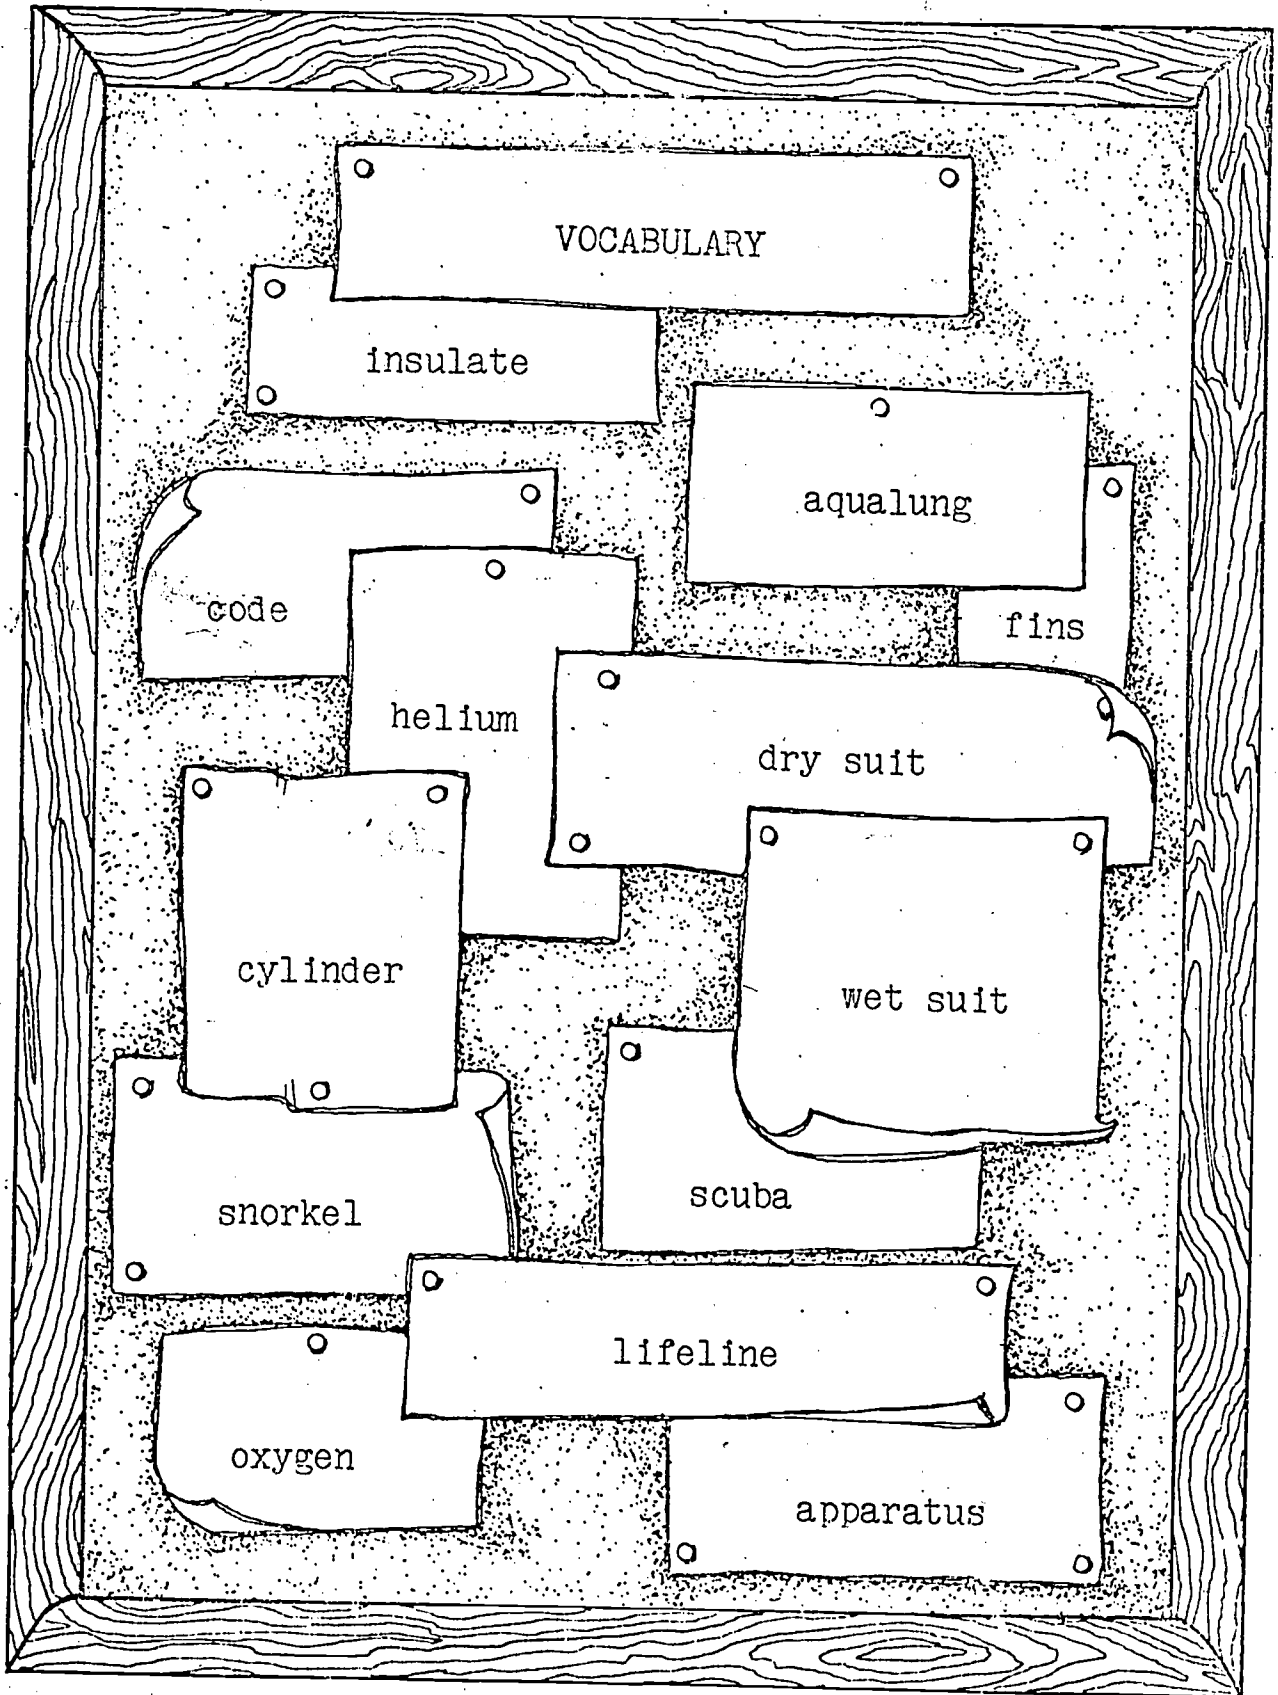 VOCABULARY
insulate
aqualung
code
fins
helium
dry suit
cylinder
wet suit
snorkel
scuba
lifeline
oxygen
apparatus